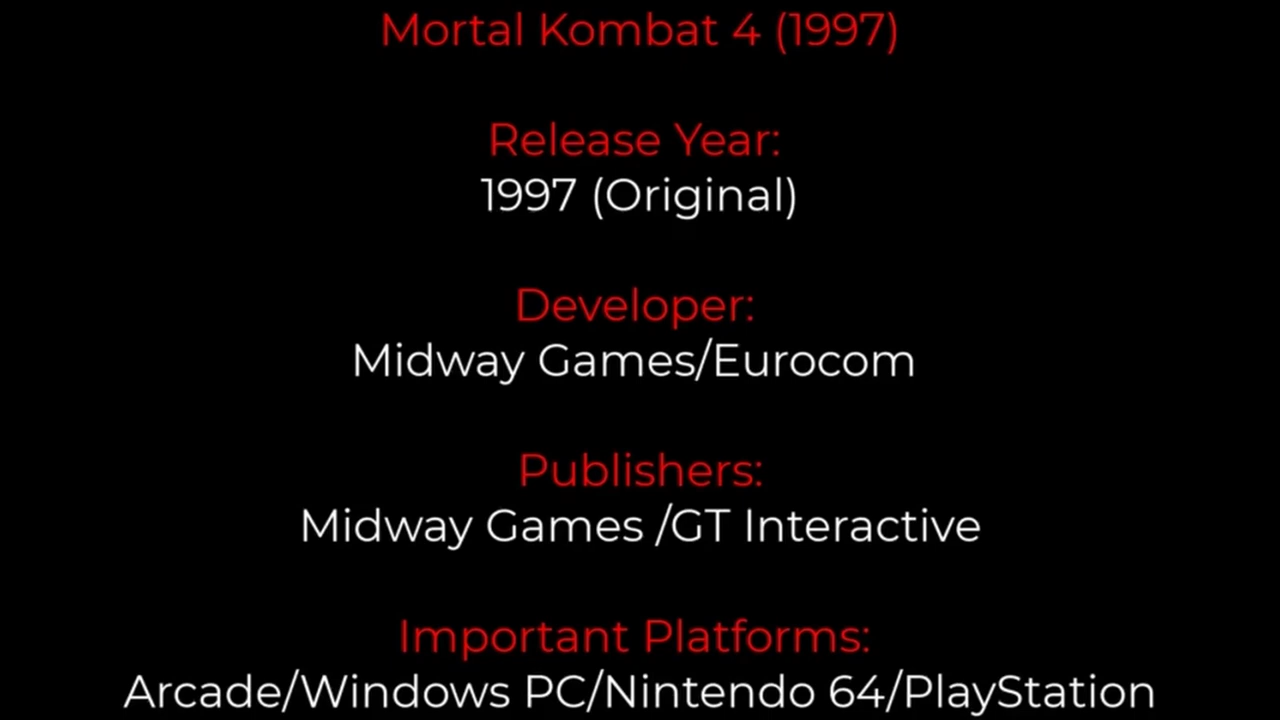 Mortal Kombat 4 (1997)
Release Year:
1997 (Original)
Developer:
Midway Games/Eurocom
Publishers:
Midway Games /GT Interactive
Important Platforms:
Arcade/Windows PC/Nintendo 64/PlayStation